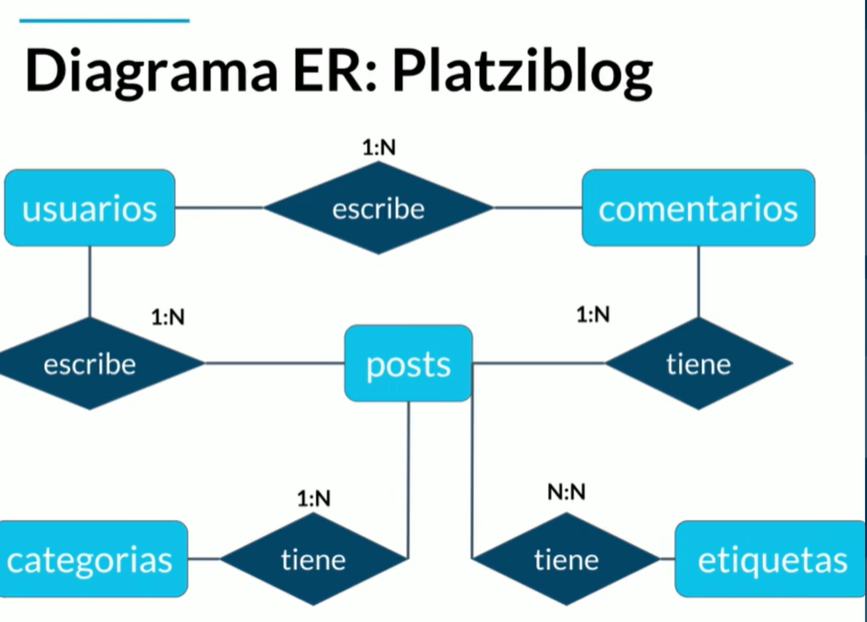 Diagrama ER: Platziblog
1:N
usuarios
escribe
comentarios
1:N
1:N
escribe
posts
tiene
1:N
N:N
categorias
tiene
tiene
etiquetas